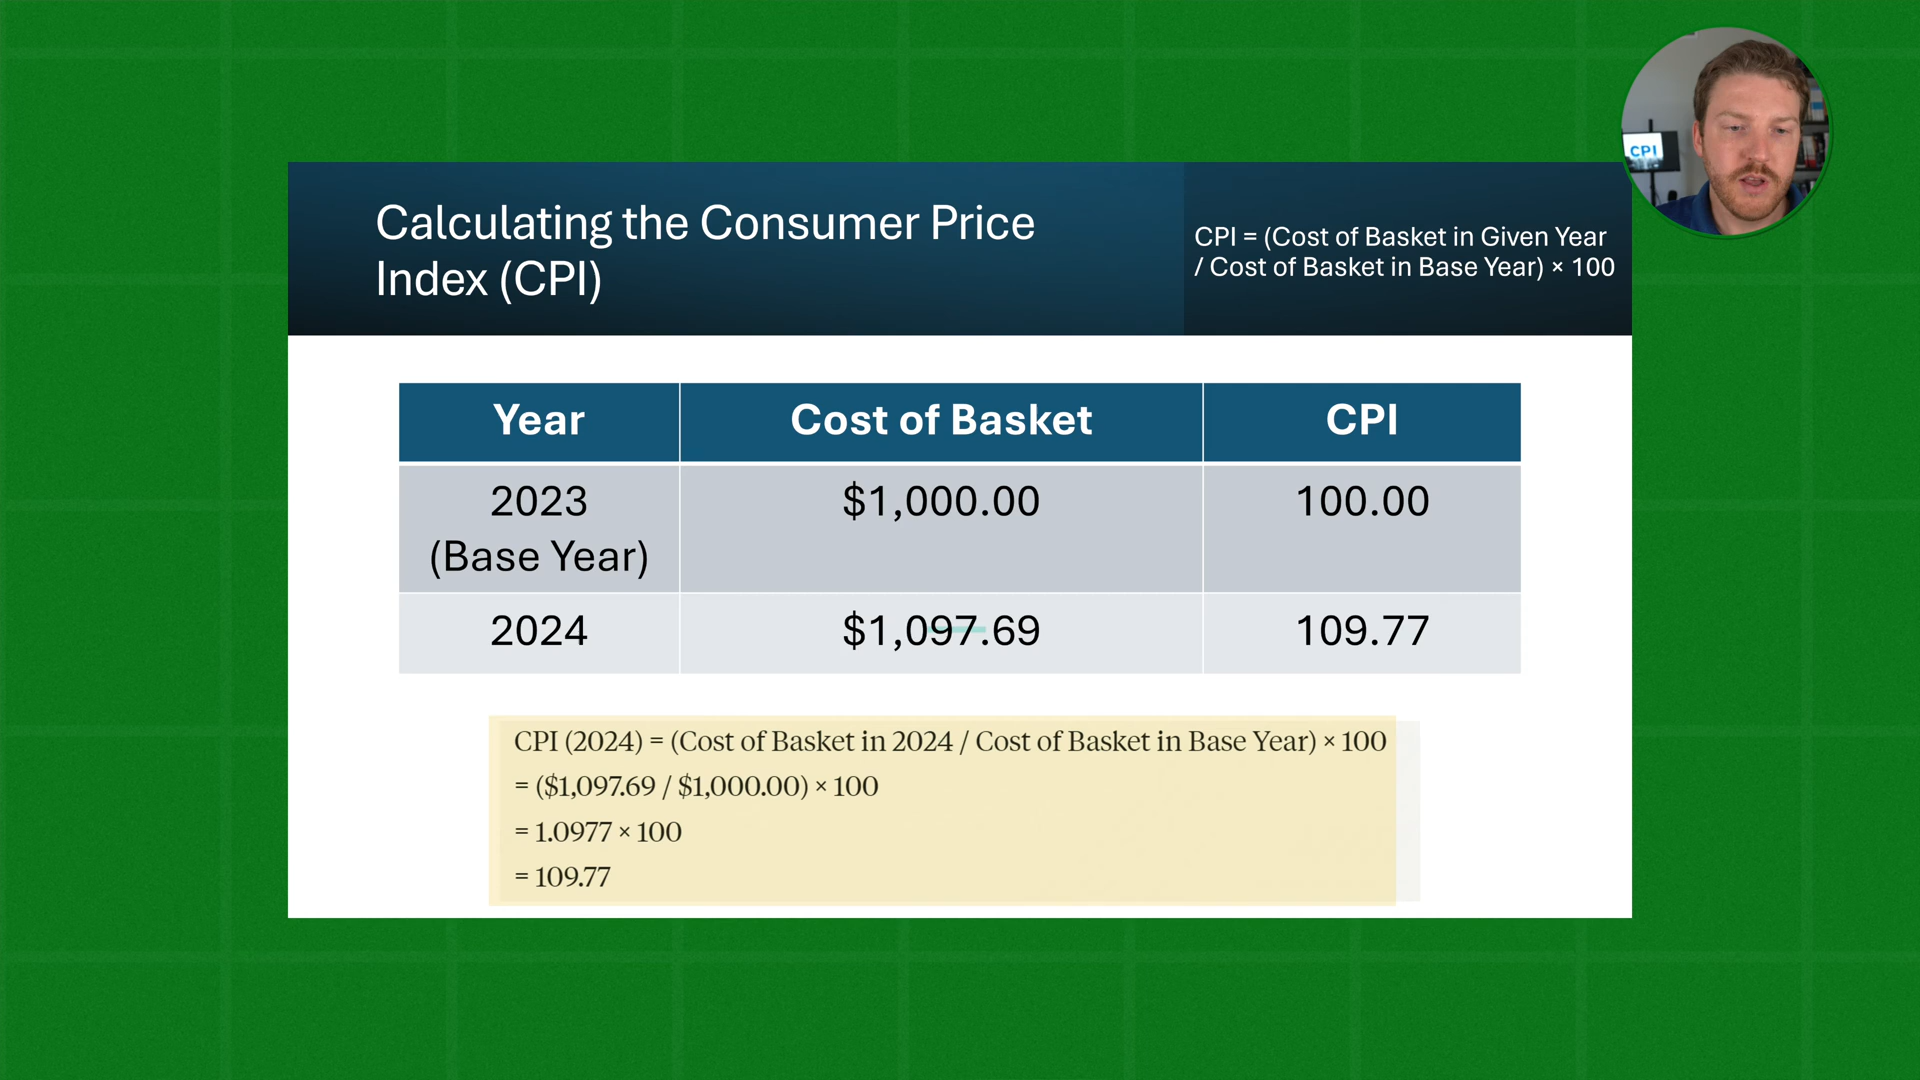 CPI
Calculating the Consumer Price
Index (CPI)
CPI = (Cost of Basket in Given Year
/ Cost of Basket in Base Year) × 100
Year Cost of Basket CPI
2023 $1,000.00 100.00
(Base Year)
2024 $1,097.69 109.77
CPI (2024) = (Cost of Basket in 2024 / Cost of Basket in Base Year) × 100
= ($1,097.69 / $1,000.00) × 100
= 1.0977 × 100
= 109.77